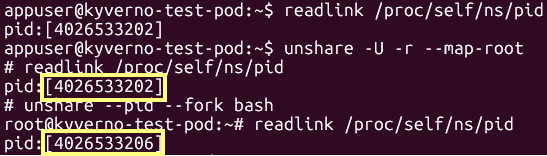 appuser@kyverno-test-pod:~$ readlink /proc/self/ns/pid
pid:[4026533202]
appuser@kyverno-test-pod:~$ unshare -U -r --map-root
# readlink /proc/self/ns/pid
pid:[4026533202]
# unshare --pid --fork bash
root@kyverno-test-pod:~# readlink /proc/self/ns/pid
pid:[4026533206]